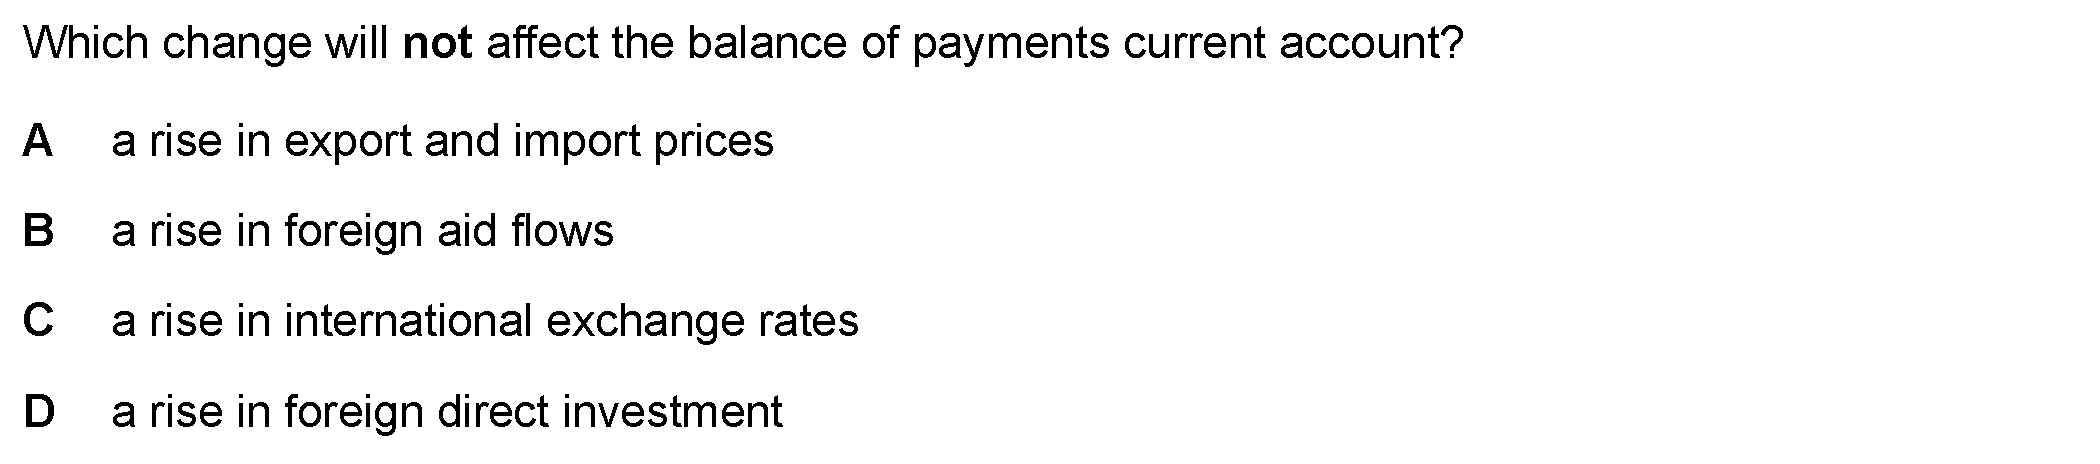 Which change will not affect the balance of payments current account?
A a rise in export and import prices
B a rise in foreign aid flows
C a rise in international exchange rates
D a rise in foreign direct investment